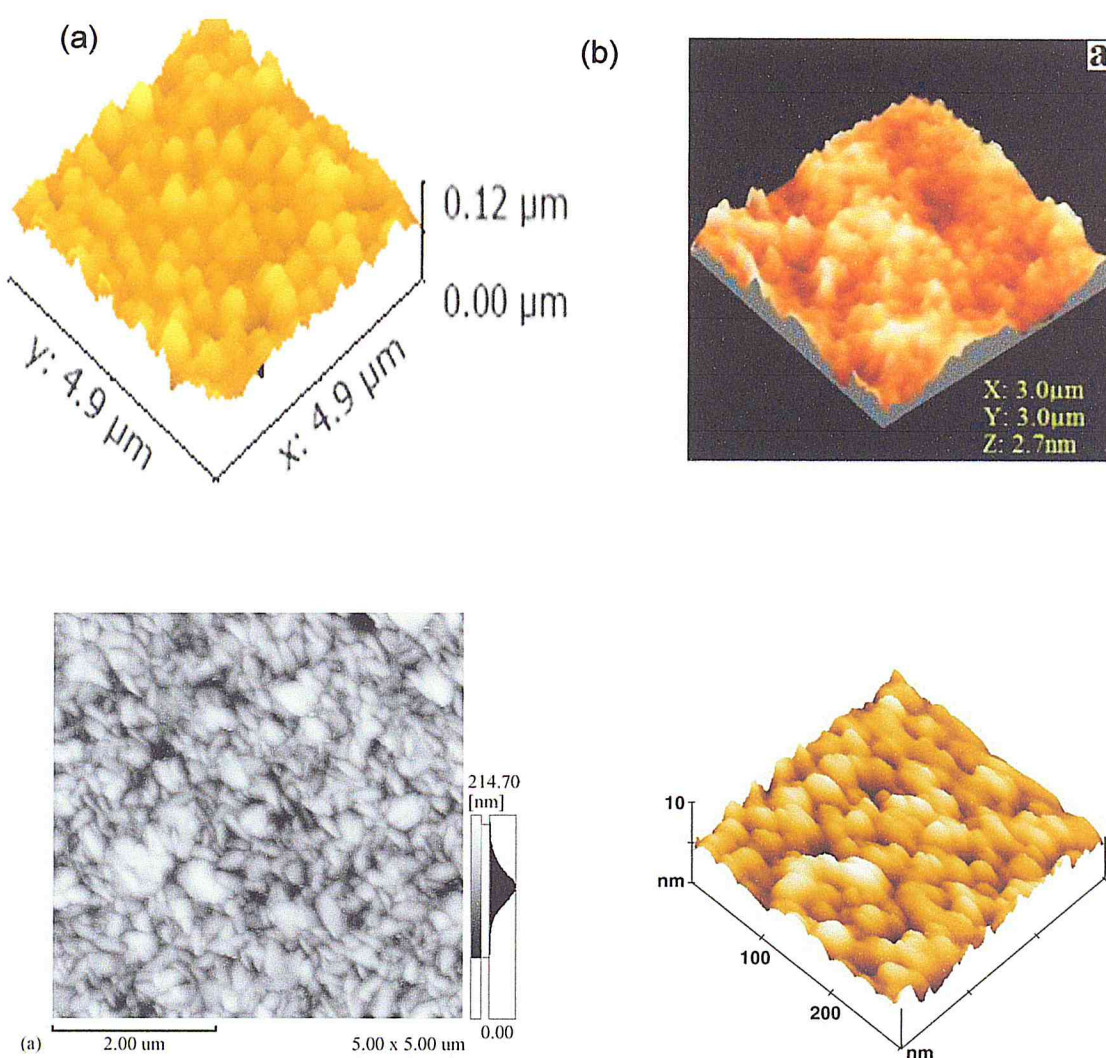 (a)
0.12 µm
0.00 µm
y: 4.9 µm
x: 4.9 µm
(b)
a
X: 3.0µm
Y: 3.0µm
Z: 2.7nm
214.70
[nm]
0.00
(a)
2.00 um
5.00 x 5.00 um
10
nm
100
200
nm